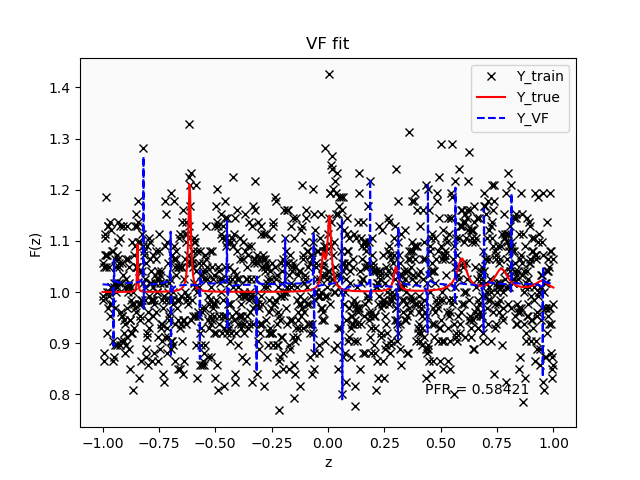 VF fit
Y_train
Y_true
Y_VF
F(z)
1.4
1.3
1.2
1.1
1.0
0.9
0.8
PFR = 0.58421
−1.00 −0.75 −0.50 −0.25 0.00 0.25 0.50 0.75 1.00
z